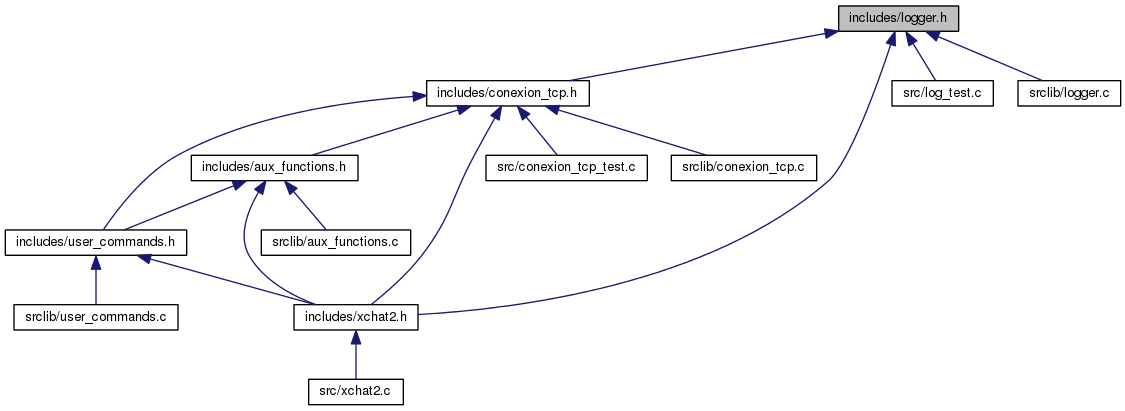 includes/logger.h
includes/conexion_tcp.h
src/log_test.c
srclib/logger.c
includes/aux_functions.h
src/conexion_tcp_test.c
srclib/conexion_tcp.c
includes/user_commands.h
srclib/aux_functions.c
srclib/user_commands.c
includes/xchat2.h
src/xchat2.c